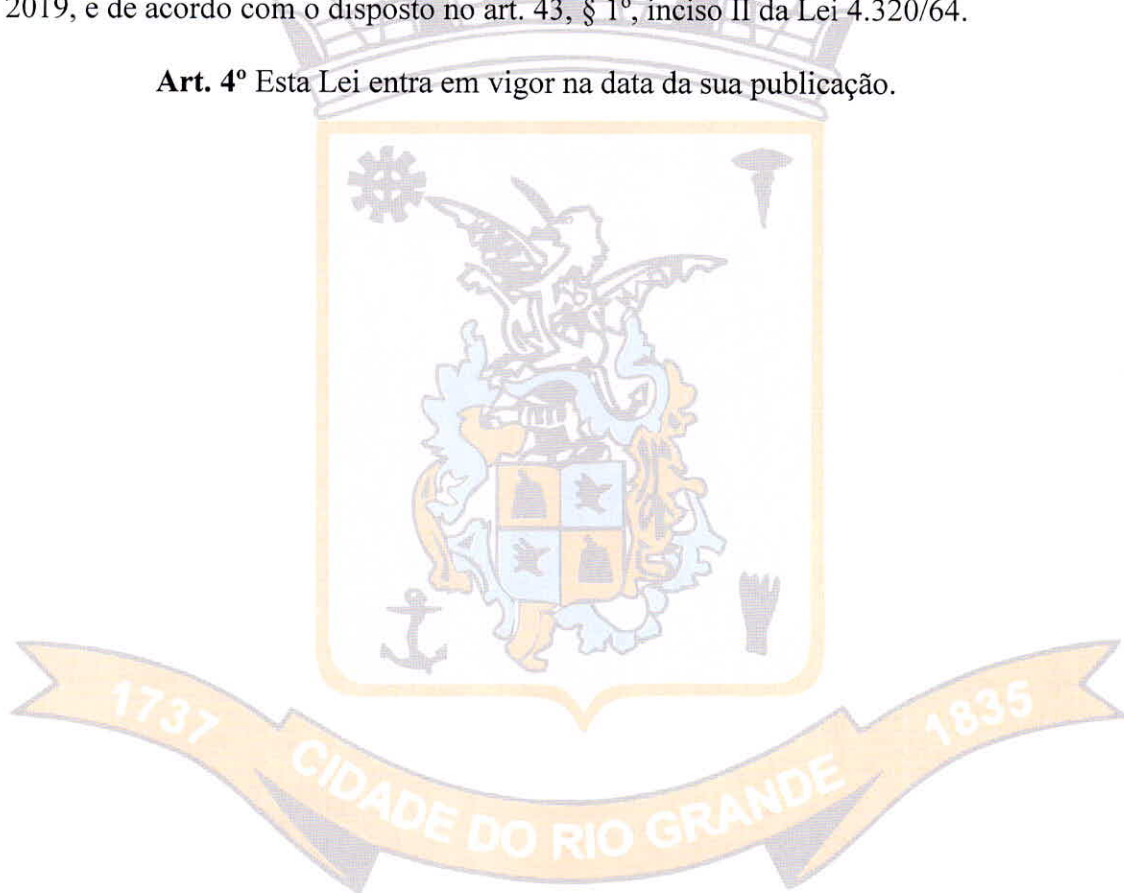 2019, e de acordo com o disposto no art. 43, § 1º, inciso II da Lei 4.320/64.
Art. 4º Esta Lei entra em vigor na data da sua publicação.
1737 CIDADE DO RIO GRANDE 1835